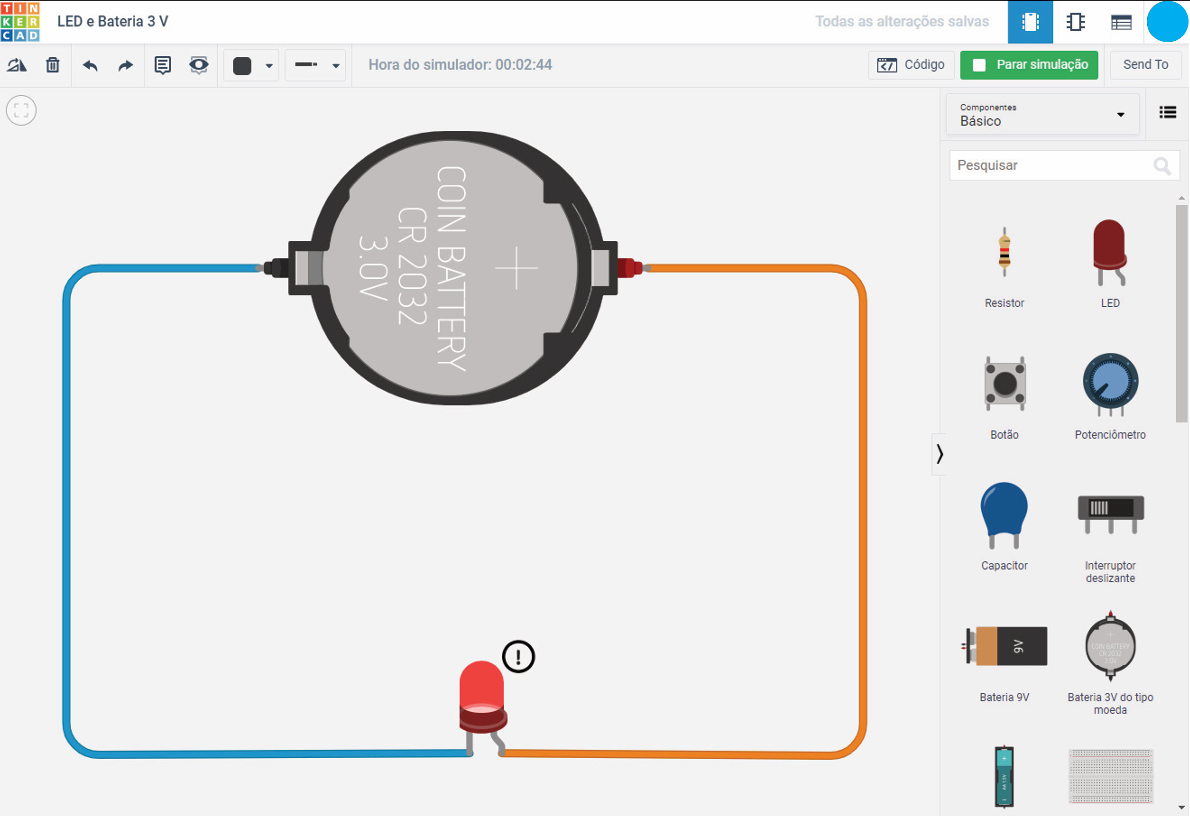 TIN
KER
CAD
LED e Bateria 3 V
Todas as alterações salvas
Hora do simulador: 00:02:44
Código
Parar simulação
Send To
Componentes
Básico
Pesquisar
COIN BATTERY
CR 2032
3.0V
Resistor
LED
Botão
Potenciômetro
Capacitor
Interruptor
deslizante
9V
COIN BATTERY
CR 2032
3.0V
Bateria 9V
Bateria 3V do tipo
moeda